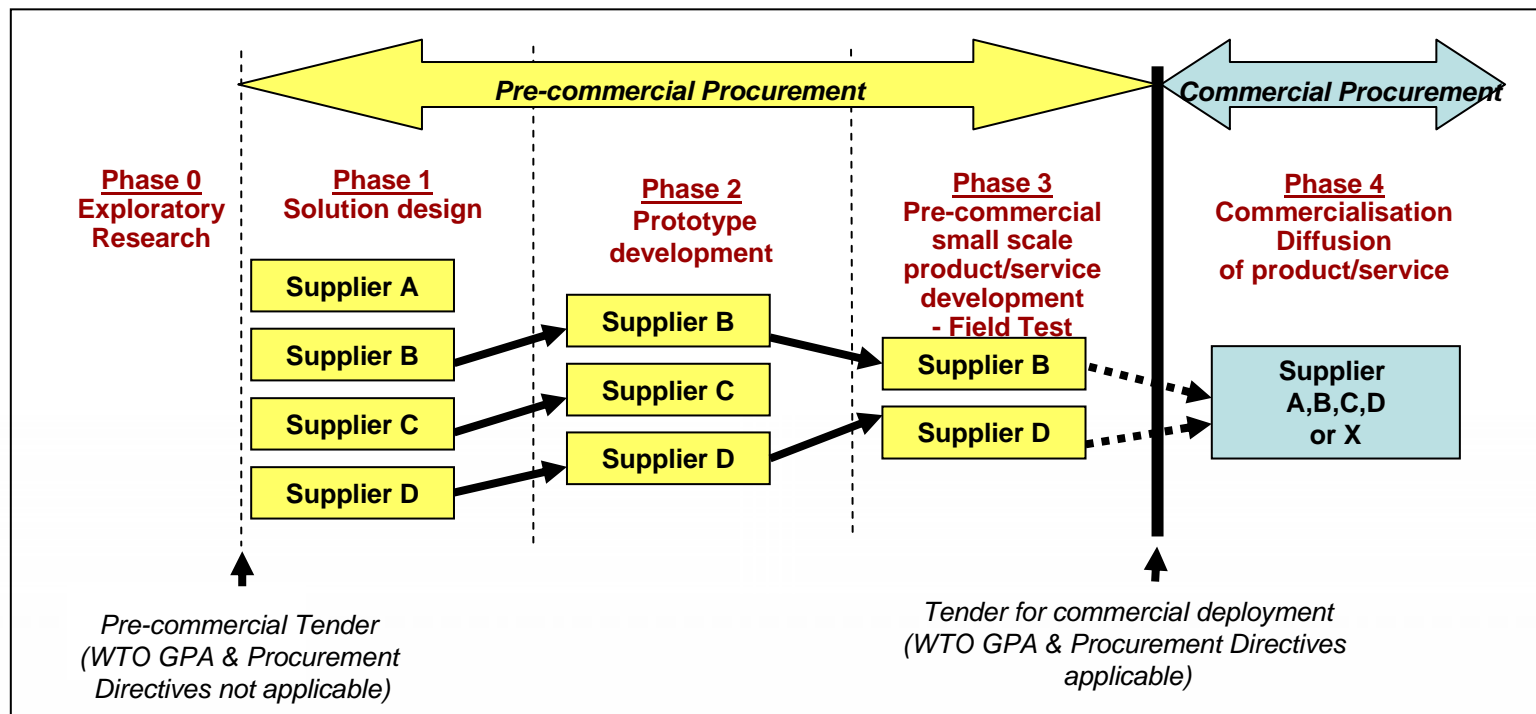 Pre-commercial Procurement
Commercial Procurement
Phase 0
Exploratory
Research
Phase 1
Solution design
Supplier A
Supplier B
Supplier C
Supplier D
Phase 2
Prototype
development
Supplier B
Supplier C
Supplier D
Phase 3
Pre-commercial
small scale
product/service
development
- Field Test
Supplier B
Supplier D
Phase 4
Commercialisation
Diffusion
of product/service
Supplier
A,B,C,D
or X
Pre-commercial Tender
(WTO GPA & Procurement
Directives not applicable)
Tender for commercial deployment
(WTO GPA & Procurement Directives
applicable)